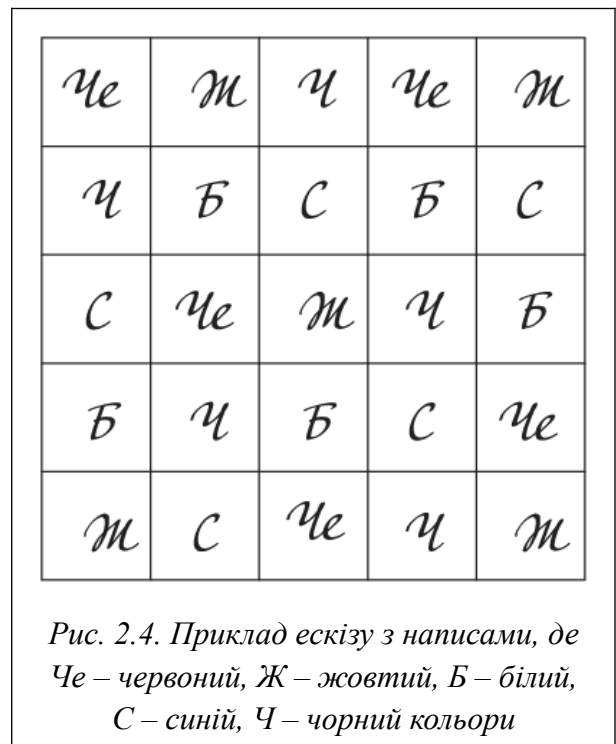 Че Ж Ч Че Ж
Ч Б С Б С
С Че Ж Ч Б
Б Ч Б С Че
Ж С Че Ч Ж
Рис. 2.4. Приклад ескізу з написами, де
Че – червоний, Ж – жовтий, Б – білий,
С – синій, Ч – чорний кольори